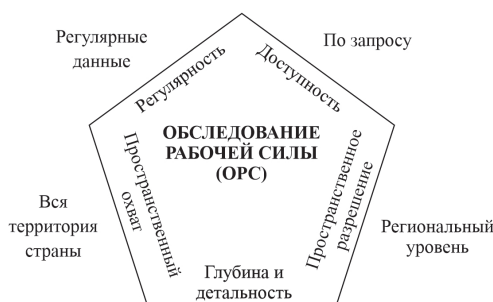 Регулярные
данные
По запросу
Регулярность
Доступность
ОБСЛЕДОВАНИЕ
РАБОЧЕЙ СИЛЫ
(ОРС)
Пространственный
охват
Пространственное
разрешение
Вся
территория
страны
Региональный
уровень
Глубина и
детальность